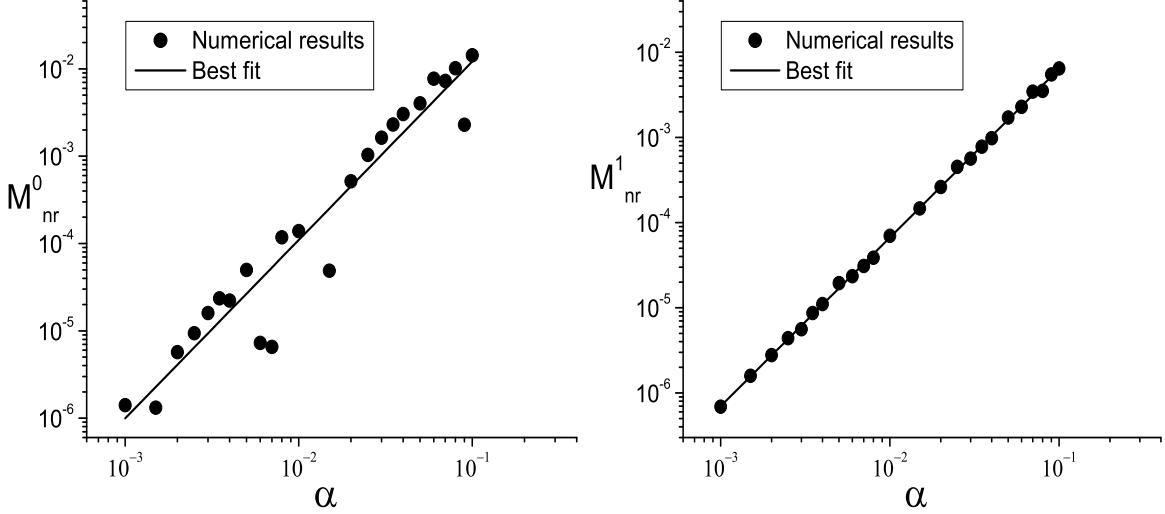 Numerical results
Best fit
10⁻²
10⁻³
10⁻⁴
10⁻⁵
10⁻⁶
M⁰nr
10⁻³ 10⁻² 10⁻¹
α
Numerical results
Best fit
10⁻²
10⁻³
10⁻⁴
10⁻⁵
10⁻⁶
M¹nr
10⁻³ 10⁻² 10⁻¹
α